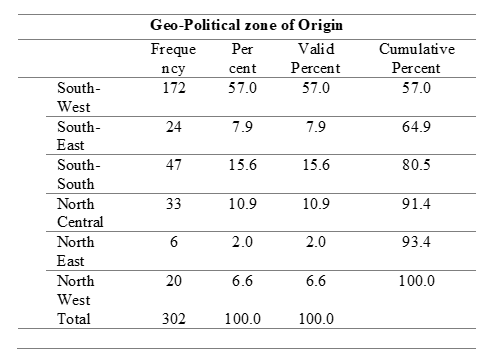 Geo-Political zone of Origin
Freque Per Valid Cumulative
ncy cent Percent Percent
South- 172 57.0 57.0 57.0
West
South- 24 7.9 7.9 64.9
East
South- 47 15.6 15.6 80.5
South
North 33 10.9 10.9 91.4
Central
North 6 2.0 2.0 93.4
East
North 20 6.6 6.6 100.0
West
Total 302 100.0 100.0